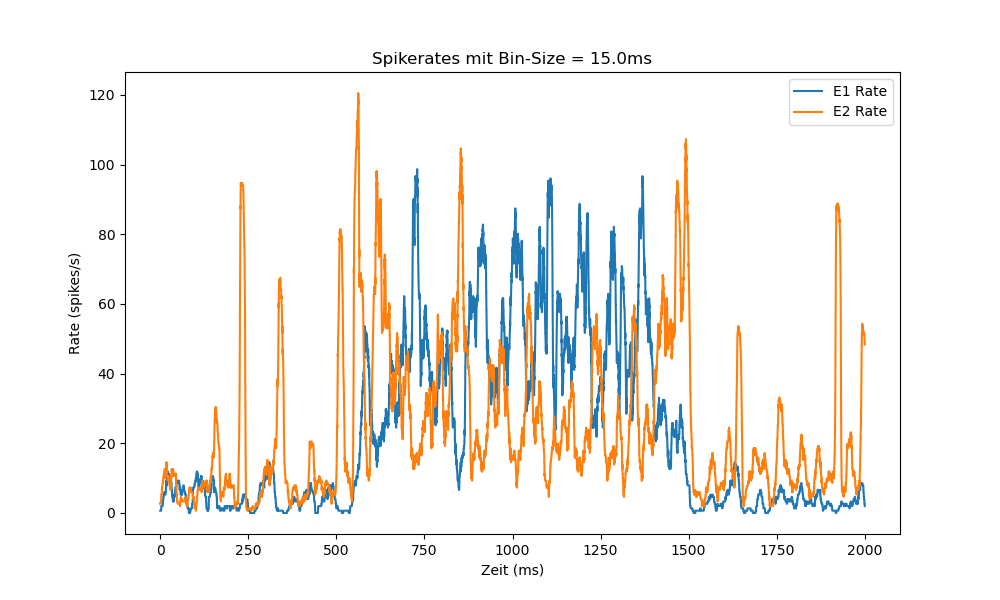 Spikerates mit Bin-Size = 15.0ms
E1 Rate
E2 Rate
Rate (spikes/s)
120
100
80
60
40
20
0
0 250 500 750 1000 1250 1500 1750 2000
Zeit (ms)